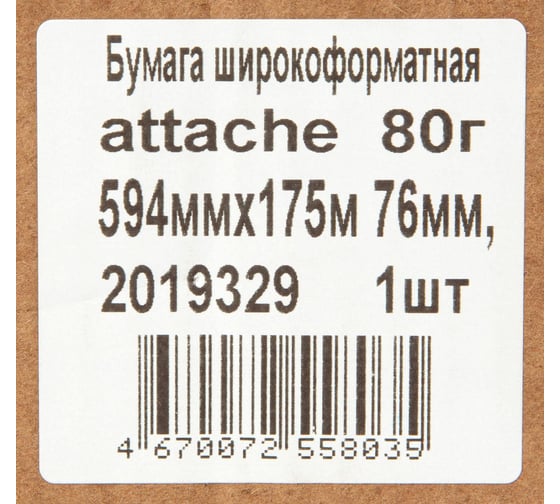 Бумага широкоформатная
attache 80г
594ммх175м 76мм,
2019329 1шт
4 670072 558035